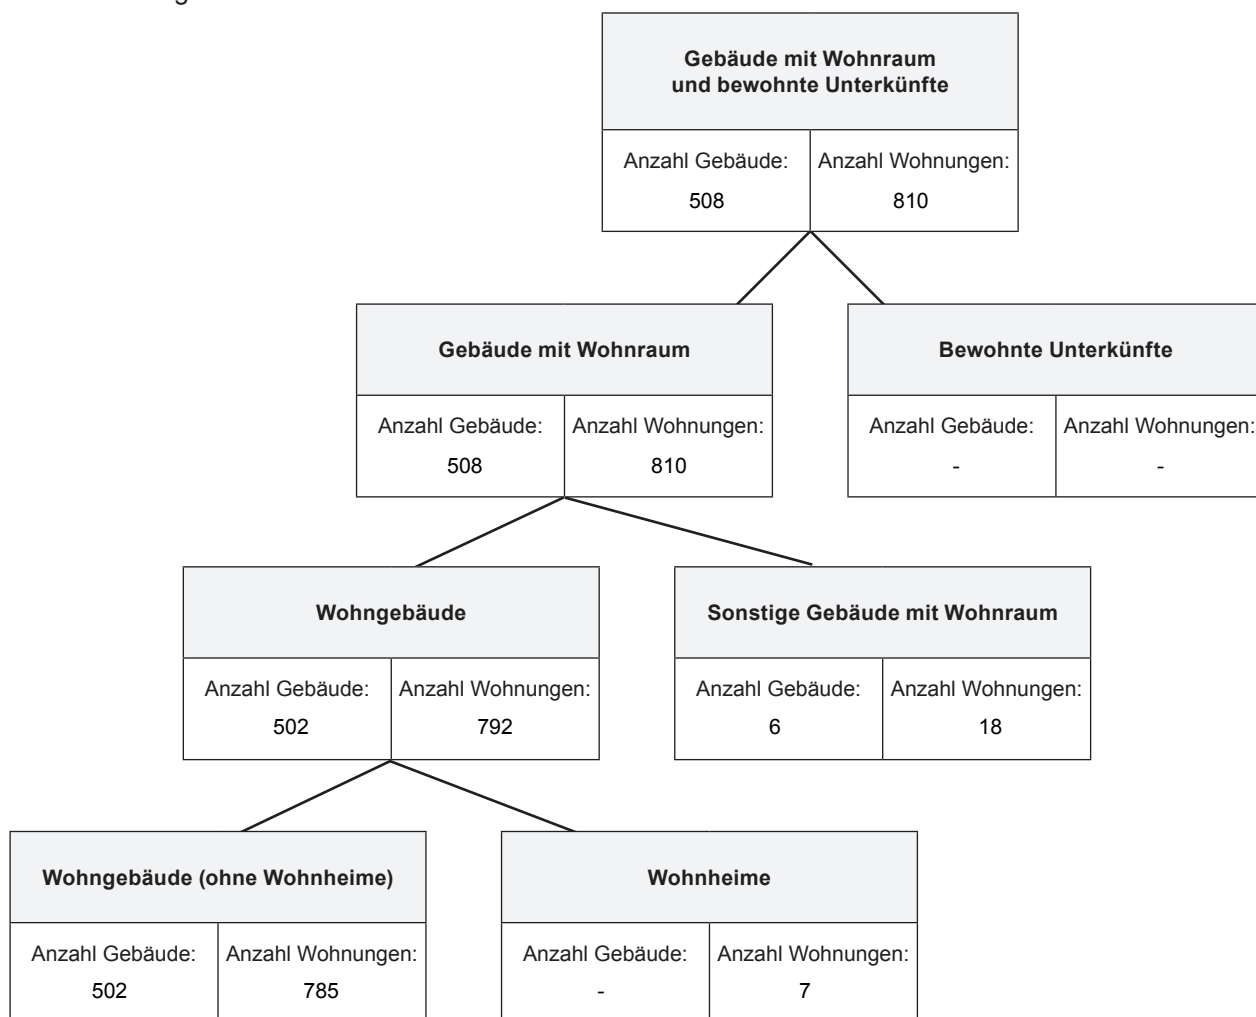 Gebäude mit Wohnraum
und bewohnte Unterkünfte
Anzahl Gebäude: Anzahl Wohnungen:
508 810
Gebäude mit Wohnraum
Bewohnte Unterkünfte
Anzahl Gebäude: Anzahl Wohnungen:
508 810
Anzahl Gebäude: Anzahl Wohnungen:
- -
Wohngebäude
Sonstige Gebäude mit Wohnraum
Anzahl Gebäude: Anzahl Wohnungen:
502 792
Anzahl Gebäude: Anzahl Wohnungen:
6 18
Wohngebäude (ohne Wohnheime)
Wohnheime
Anzahl Gebäude: Anzahl Wohnungen:
502 785
Anzahl Gebäude: Anzahl Wohnungen:
- 7